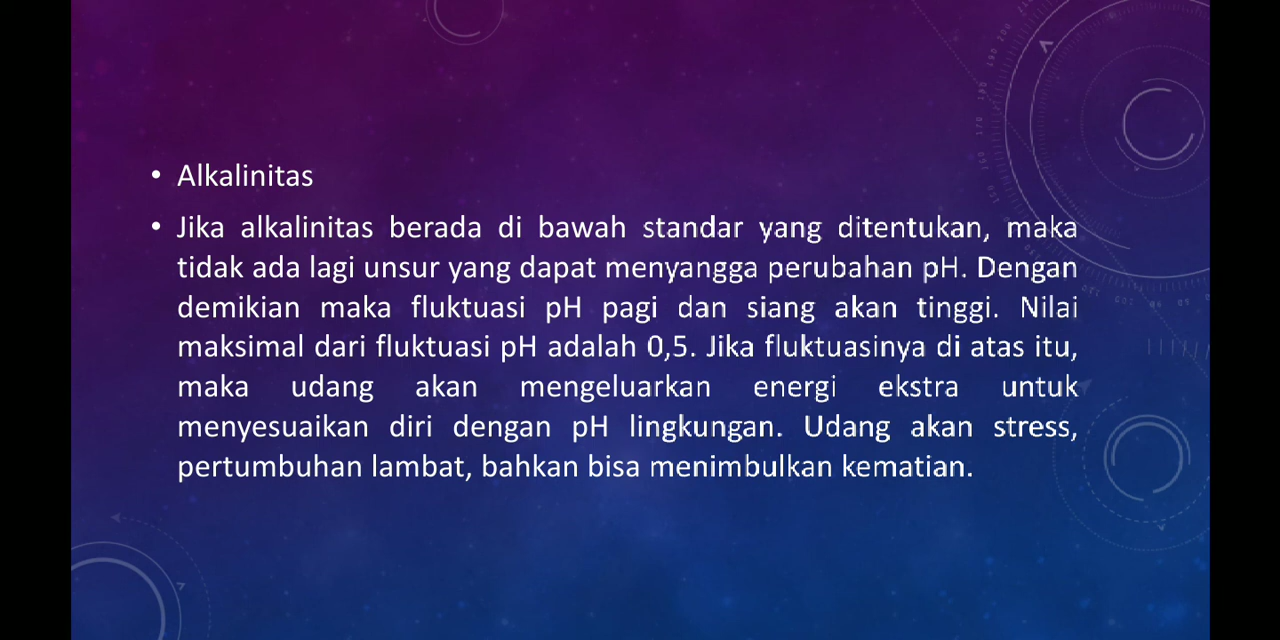 • Alkalinitas
• Jika alkalinitas berada di bawah standar yang ditentukan, maka
tidak ada lagi unsur yang dapat menyangga perubahan pH. Dengan
demikian maka fluktuasi pH pagi dan siang akan tinggi. Nilai
maksimal dari fluktuasi pH adalah 0,5. Jika fluktuasinya di atas itu,
maka udang akan mengeluarkan energi ekstra untuk
menyesuaikan diri dengan pH lingkungan. Udang akan stress,
pertumbuhan lambat, bahkan bisa menimbulkan kematian.